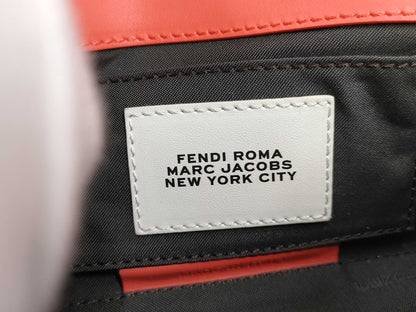 FENDI ROMA
MARC JACOBS
NEW YORK CITY